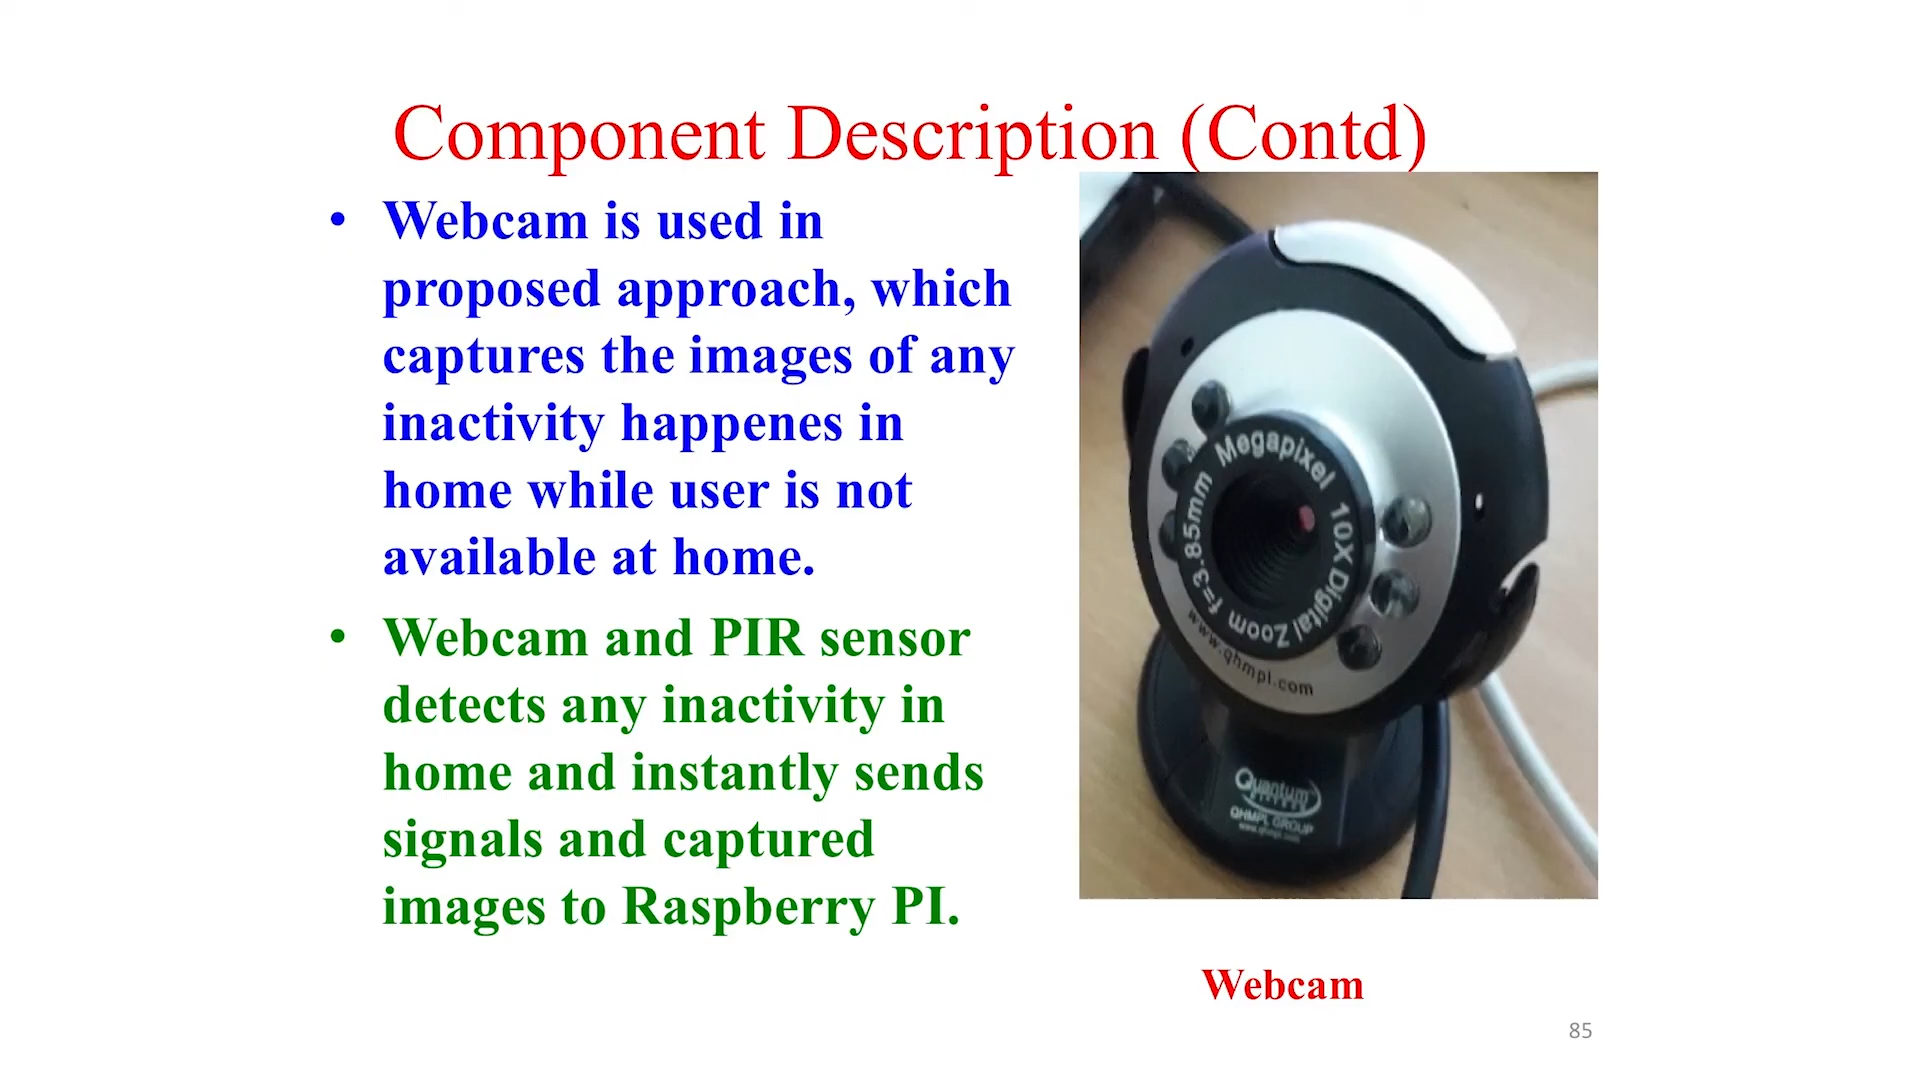 Component Description (Contd)
• Webcam is used in
proposed approach, which
captures the images of any
inactivity happenes in
home while user is not
available at home.
• Webcam and PIR sensor
detects any inactivity in
home and instantly sends
signals and captured
images to Raspberry PI.
Megapixel 10X Digital Zoom f=3.85mm
www.qhmpl.com
Quantum
QHMPL GROUP
Webcam
85